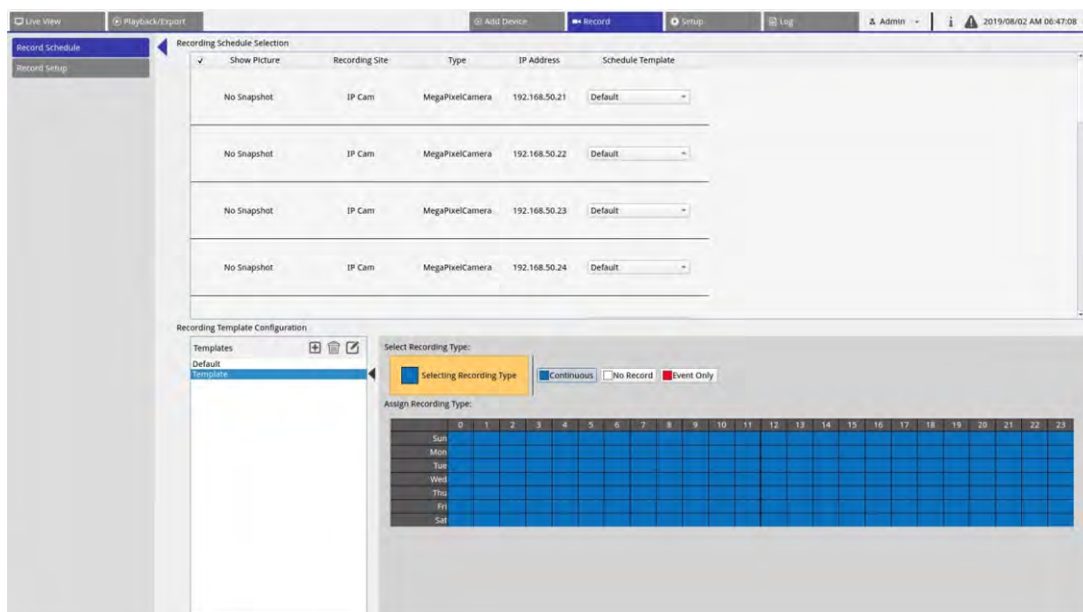 Live View Playback/Export Add Device Record Setup Log Admin 2019/08/02 AM 06:47:08
Record Schedule
Record Setup
Recording Schedule Selection
Show Picture Recording Site Type IP Address Schedule Template
No Snapshot IP Cam MegaPixelCamera 192.168.50.21 Default
No Snapshot IP Cam MegaPixelCamera 192.168.50.22 Default
No Snapshot IP Cam MegaPixelCamera 192.168.50.23 Default
No Snapshot IP Cam MegaPixelCamera 192.168.50.24 Default
Recording Template Configuration
Templates
Default
Template
Select Recording Type:
Selecting Recording Type Continuous No Record Event Only
Assign Recording Type:
0 1 2 3 4 5 6 7 8 9 10 11 12 13 14 15 16 17 18 19 20 21 22 23
Sun
Mon
Tue
Wed
Thu
Fri
Sat